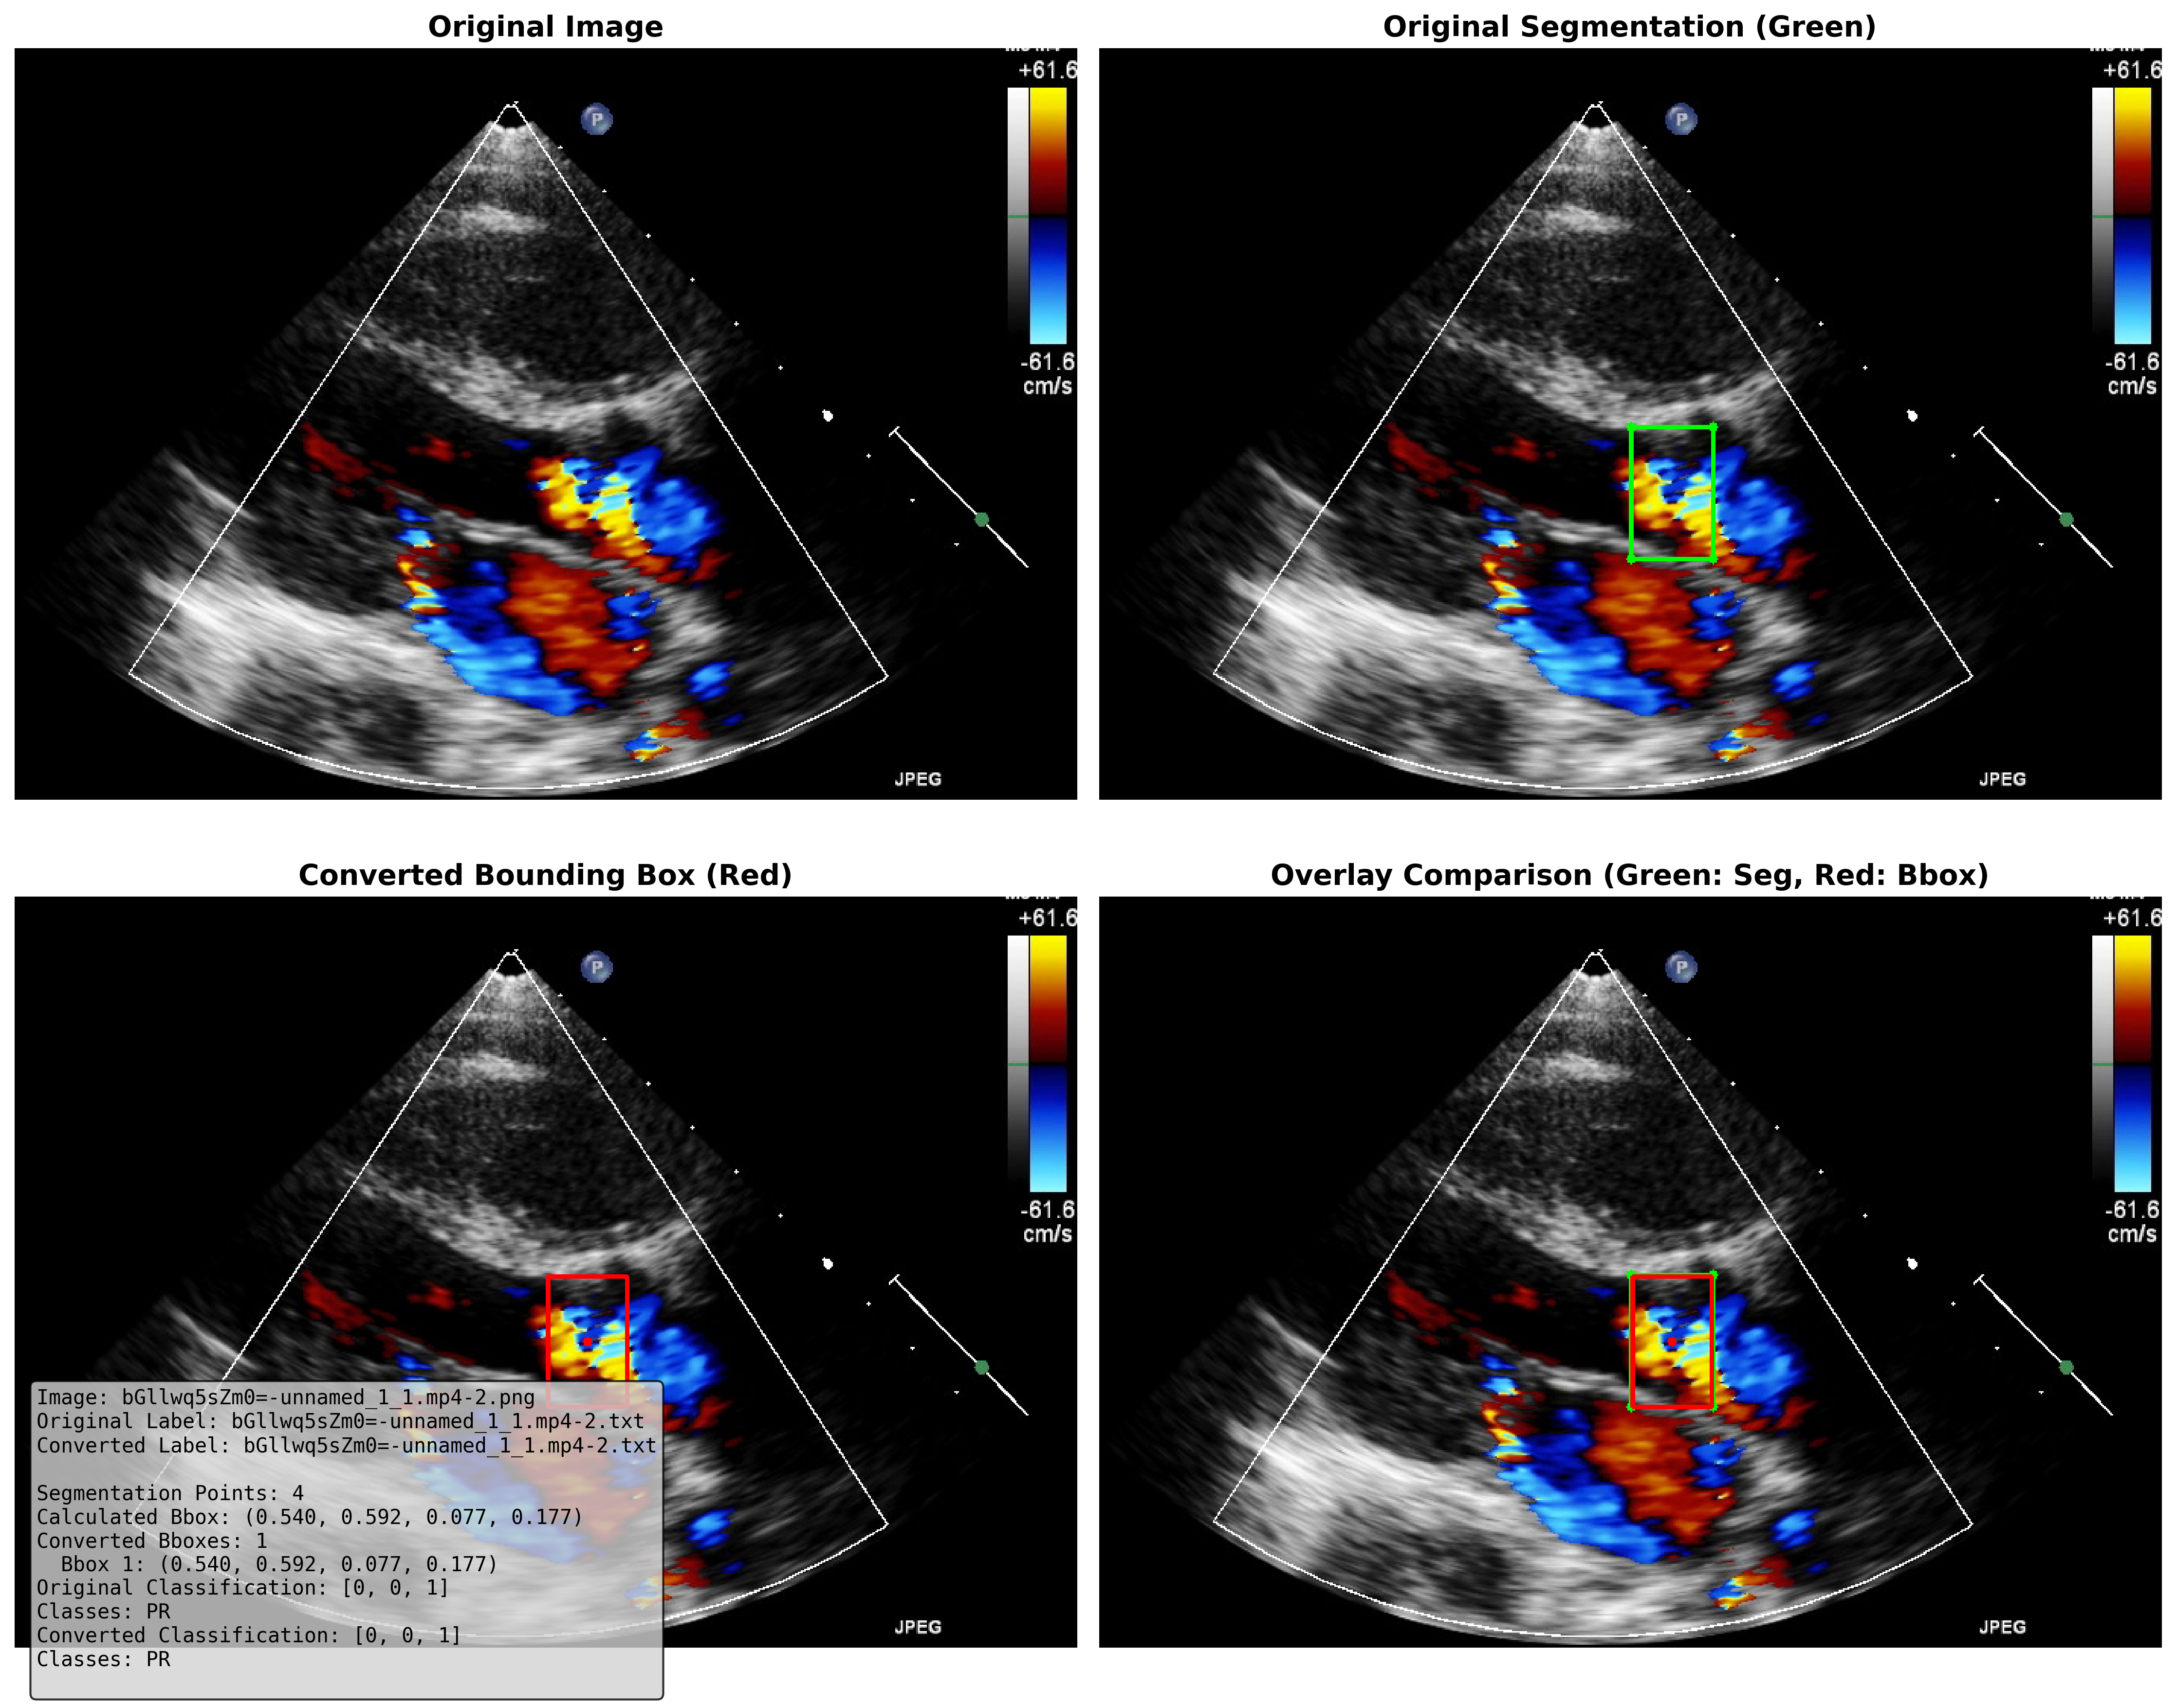 Original Image
+61.6
P
-61.6
cm/s
JPEG
Original Segmentation (Green)
+61.6
P
-61.6
cm/s
JPEG
Converted Bounding Box (Red)
+61.6
P
-61.6
cm/s
JPEG
Image: bGllwq5sZm0=-unnamed_1_1.mp4-2.png
Original Label: bGllwq5sZm0=-unnamed_1_1.mp4-2.txt
Converted Label: bGllwq5sZm0=-unnamed_1_1.mp4-2.txt
Segmentation Points: 4
Calculated Bbox: (0.540, 0.592, 0.077, 0.177)
Converted Bboxes: 1
Bbox 1: (0.540, 0.592, 0.077, 0.177)
Original Classification: [0, 0, 1]
Classes: PR
Converted Classification: [0, 0, 1]
Classes: PR
Overlay Comparison (Green: Seg, Red: Bbox)
+61.6
P
-61.6
cm/s
JPEG